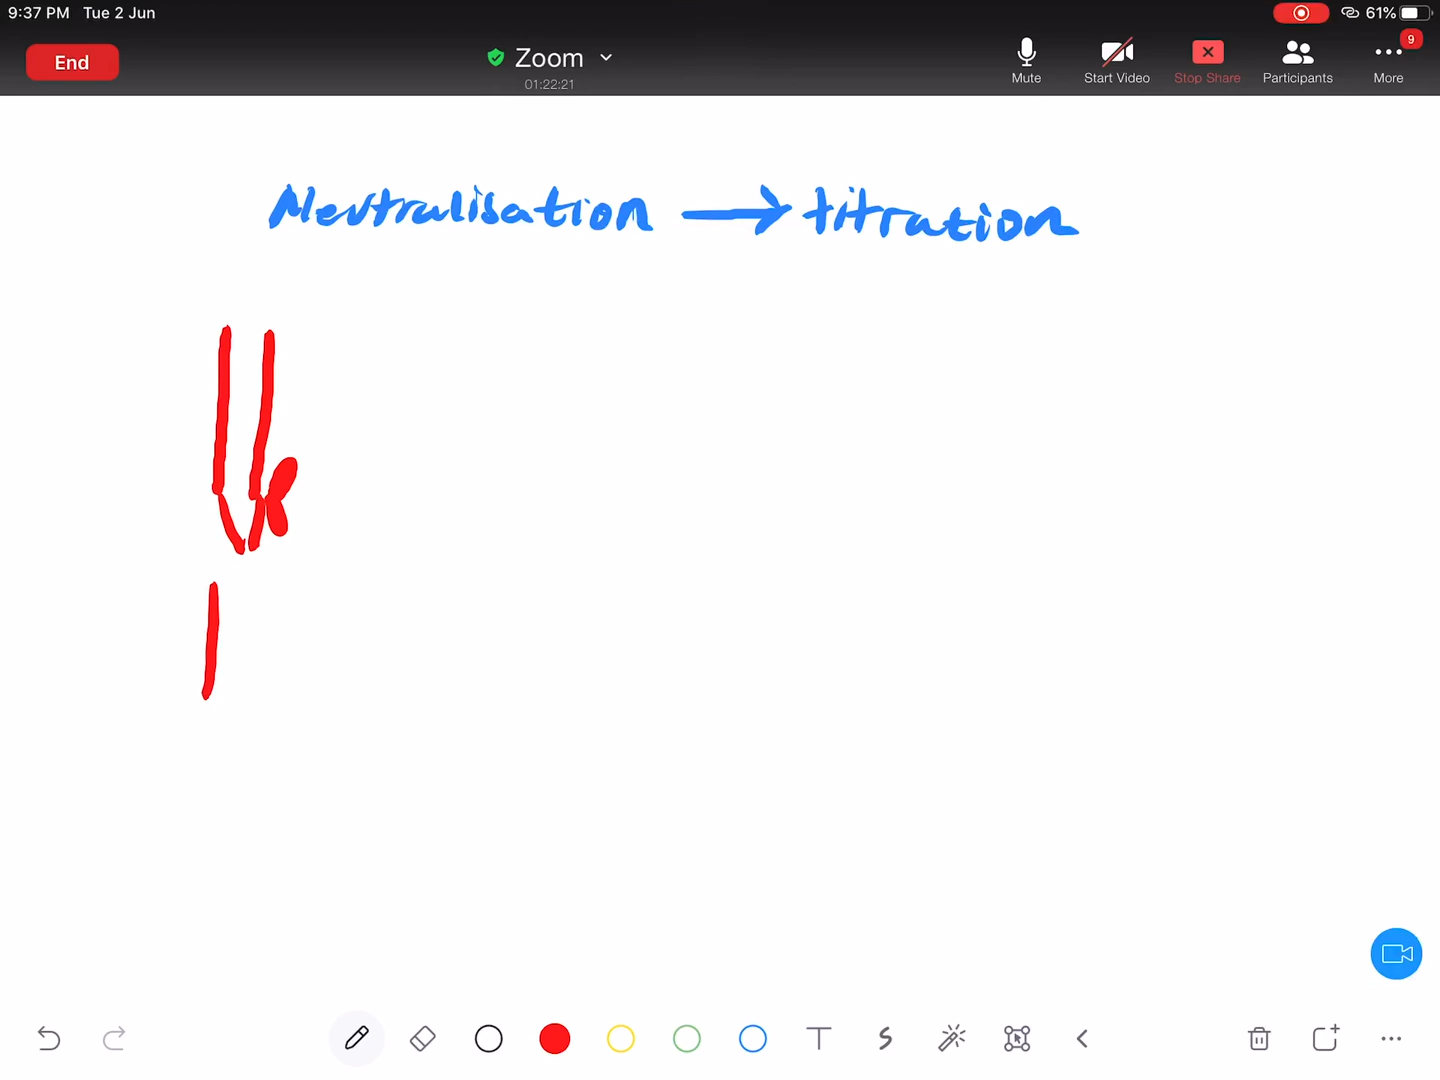 9:37 PM Tue 2 Jun 61%
End Zoom 9
01:22:21 Mute Start Video Stop Share Participants More
Neutralisation → titration
T